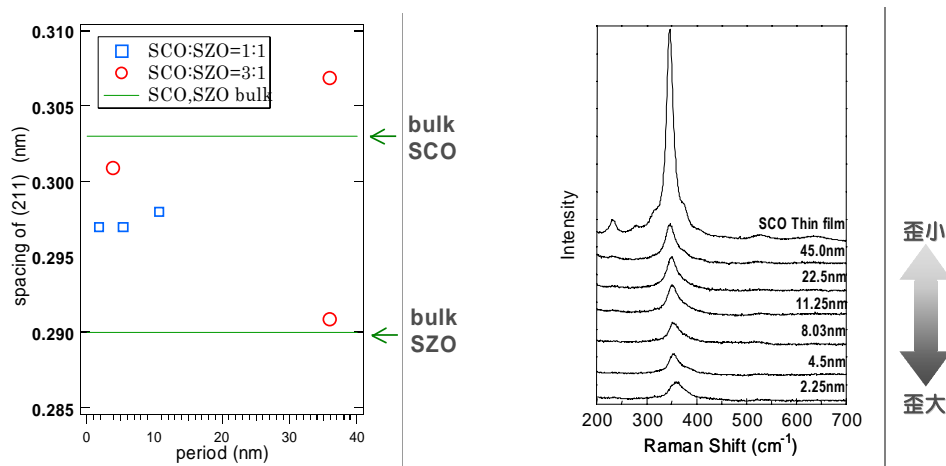 0.310
0.305
0.300
0.295
0.290
0.285
spacing of (211) (nm)
SCO:SZO=1:1
SCO:SZO=3:1
SCO,SZO bulk
0
10
20
30
40
period (nm)
bulk
SCO
bulk
SZO
Intensity
SCO Thin film
45.0nm
22.5nm
11.25nm
8.03nm
4.5nm
2.25nm
200
300
400
500
600
700
Raman Shift (cm⁻¹)
歪小
歪大